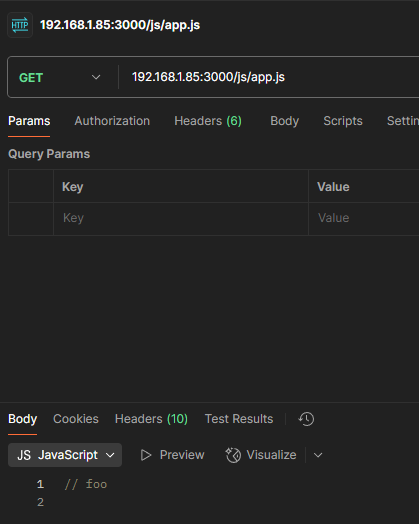 HTTP 192.168.1.85:3000/js/app.js
GET 192.168.1.85:3000/js/app.js
Params Authorization Headers (6) Body Scripts Settin
Query Params
Key Value
Key Value
Body Cookies Headers (10) Test Results
JS JavaScript Preview Visualize
1 // foo
2